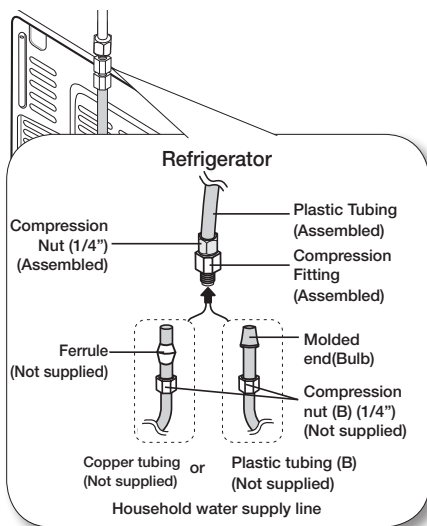 Refrigerator
Compression
Nut (1/4”)
(Assembled)
Plastic Tubing
(Assembled)
Compression
Fitting
(Assembled)
Ferrule
(Not supplied)
Molded
end(Bulb)
Compression
nut (B) (1/4”)
(Not supplied)
Copper tubing
(Not supplied)
or
Plastic tubing (B)
(Not supplied)
Household water supply line